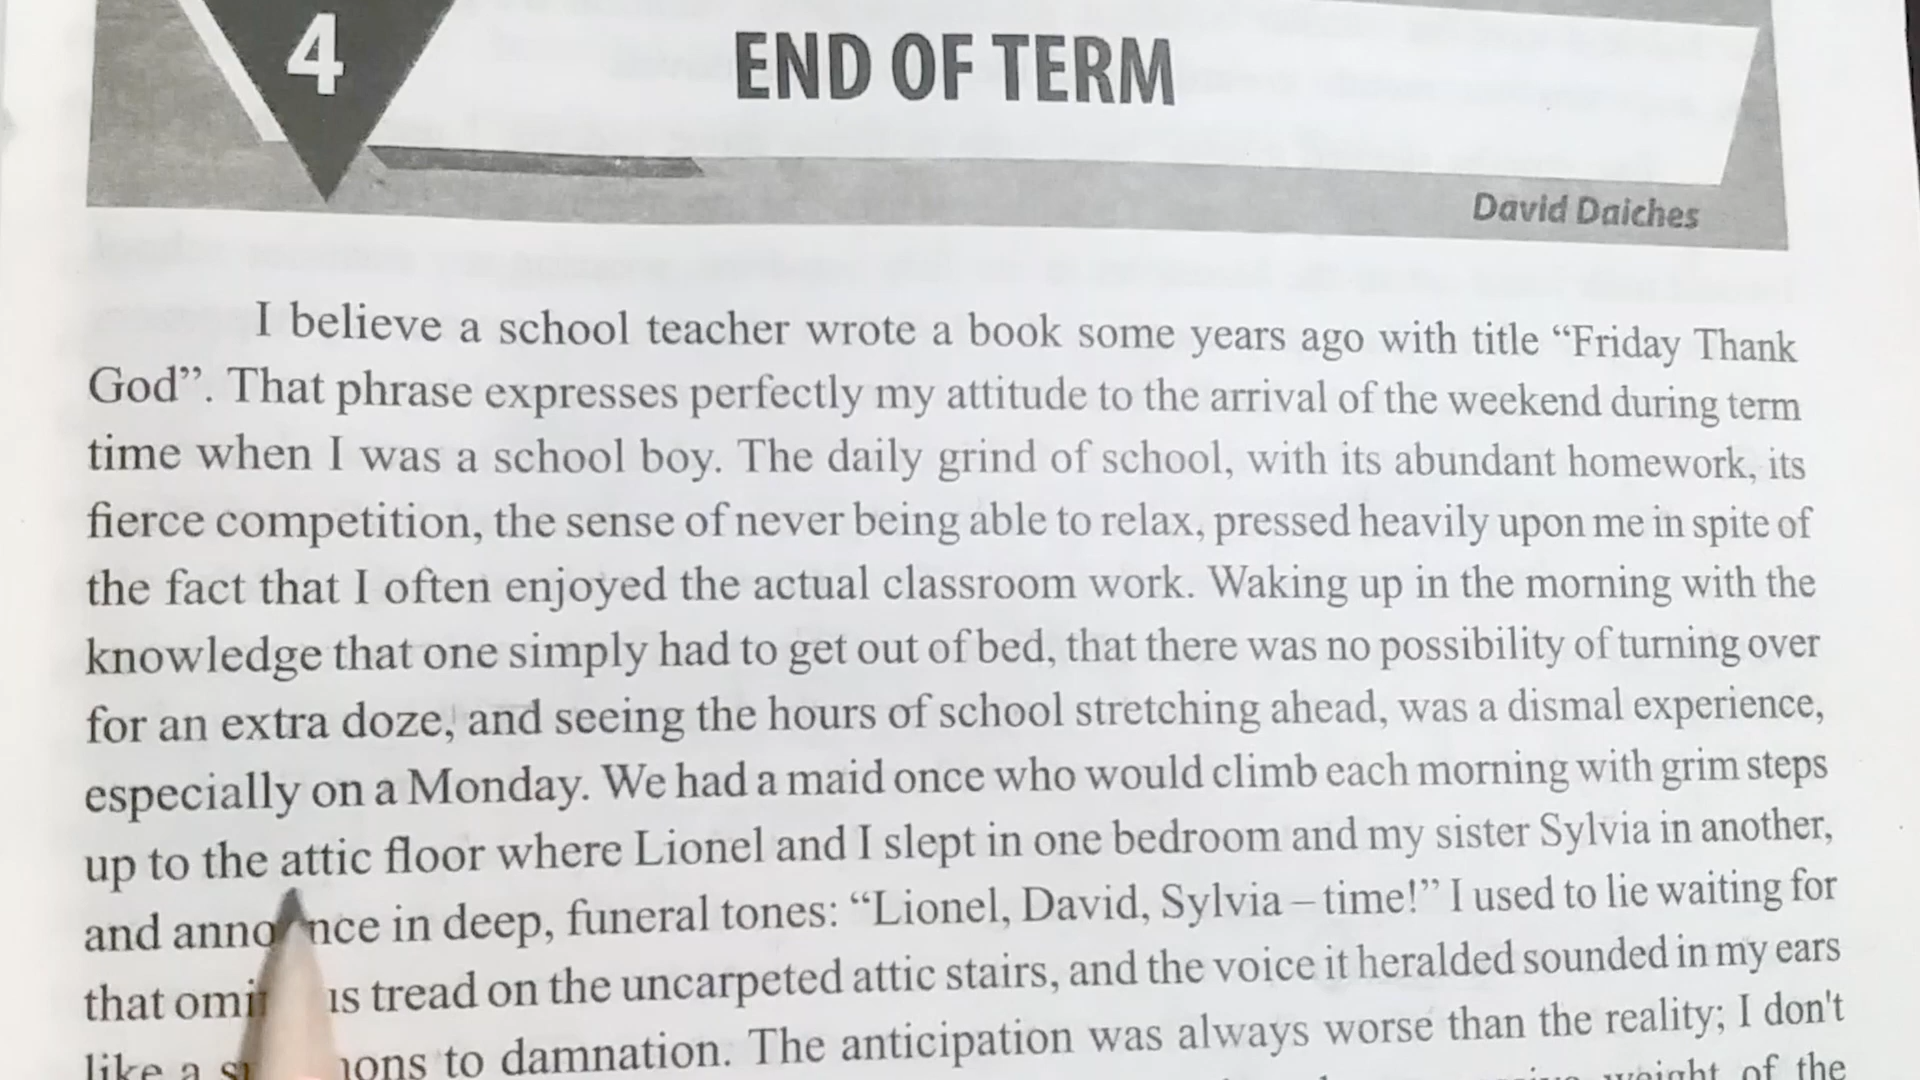 4
END OF TERM
David Daiches
I believe a school teacher wrote a book some years ago with title “Friday Thank
God”. That phrase expresses perfectly my attitude to the arrival of the weekend during term
time when I was a school boy. The daily grind of school, with its abundant homework, its
fierce competition, the sense of never being able to relax, pressed heavily upon me in spite of
the fact that I often enjoyed the actual classroom work. Waking up in the morning with the
knowledge that one simply had to get out of bed, that there was no possibility of turning over
for an extra doze, and seeing the hours of school stretching ahead, was a dismal experience,
especially on a Monday. We had a maid once who would climb each morning with grim steps
up to the attic floor where Lionel and I slept in one bedroom and my sister Sylvia in another,
and in deep, funeral tones: “Lionel, David, Sylvia – time!” I used to lie waiting for
that tread on the uncarpeted attic stairs, and the voice it heralded sounded in my ears
like a to damnation. The anticipation was always worse than the reality; I don't
weight of the